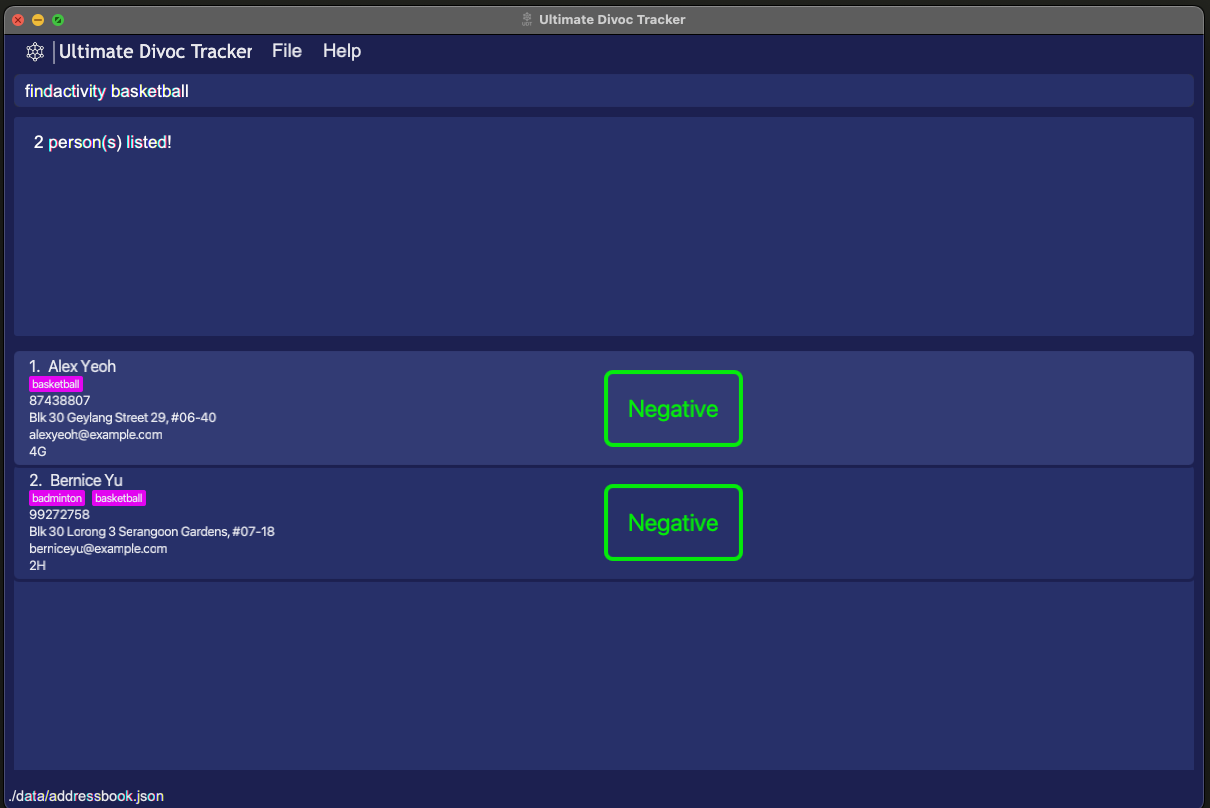 Ultimate Divoc Tracker
Ultimate Divoc Tracker File Help
findactivity basketball
2 person(s) listed!
1. Alex Yeoh
basketball
87438807
Blk 30 Geylang Street 29, #06-40
alexyeoh@example.com
4G
Negative
2. Bernice Yu
badminton basketball
99272758
Blk 30 Lorong 3 Serangoon Gardens, #07-18
berniceyu@example.com
2H
Negative
./data/addressbook.json